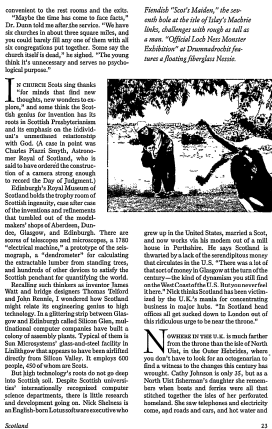 convenient to the rest rooms and the exits.
"Maybe the time has come to face facts,"
Dr. Dunn told me after the service. "We have
six churches in about three square miles, and
you could barely fill any one of them with all
six congregations put together. Some say the
church itself is dead," he sighed. "The young
think it's unnecessary and serves no psycho-
logical purpose."
IN CHURCH Scots sing thanks
"for minds that find new
thoughts, new wonders to ex-
plore," and some think the Scot-
tish genius for invention has its
roots in Scottish Presbyterianism
and its emphasis on the individ-
ual's unmediated relationship
with God. (A case in point was
Charles Piazzi Smyth, Astrono-
mer Royal of Scotland, who is
said to have ordered the construc-
tion of a camera strong enough
to record the Day of Judgment.)
Edinburgh's Royal Museum of
Scotland holds the trophy room of
Scottish ingenuity, case after case
of the inventions and refinements
that tumbled out of the model-
makers' shops of Aberdeen, Dun-
dee, Glasgow, and Edinburgh. There are
scores of telescopes and microscopes, a 1780
"electrical machine," a prototype of the seis-
mograph, a "dendrometer" for calculating
the extractable lumber from standing trees,
and hundreds of other devices to satisfy the
Scottish penchant for quantifying the world.
Recalling such tinkers as inventor James
Watt and bridge designers Thomas Telford
and John Rennie, I wondered how Scotland
might relate its engineering genius to high
technology. In a glittering strip between Glas-
gow and Edinburgh called Silicon Glen, mul-
tinational computer companies have built a
colony of assembly plants. Typical of them is
Sun Microsystems' glass-and-steel facility in
Linlithgow that appears to have been airlifted
directly from Silicon Valley. It employs 600
people, 450 of whom are Scots.
But high technology's roots do not go deep
into Scottish soil. Despite Scottish universi-
ties' internationally recognized computer
science departments, there is little research
and development going on. Nick Shelness is
an English-born Lotus software executive who
Fiendish "Scot's Maiden," the sev-
enth hole at the isle of Islay's Machrie
links, challenges with rough as tall as
a man. "Official Loch Ness Monster
Exhibition" at Drumnadrochit fea-
tures a floating fiberglass Nessie.
grew up in the United States, married a Scot,
and now works via his modem out of a mill
house in Perthshire. He says Scotland is
thwarted by a lack of the serendipitous money
that circulates in the U.S. "There was a lot of
that sort of money in Glasgow at the turn of the
century—the kind of dynamism you still find
on the West Coast of the U.S. But you never feel
it here." Nick thinks Scotland has been victim-
ized by the U.K.'s mania for concentrating
business in major hubs. "In Scotland head
offices all get sucked down to London out of
this ridiculous urge to be near the throne."
NOWHERE IN THE U.K. is much farther
from the throne than the isle of North
Uist, in the Outer Hebrides, where
you don't have to look for an octogenarian to
find a witness to the changes this century has
wrought. Cathy Johnson is only 35, but as a
North Uist fisherman's daughter she remem-
bers when boats and ferries were all that
stitched together the isles of her perforated
homeland. She saw telephones and electricity
come, and roads and cars, and hot water and
Scotland
23